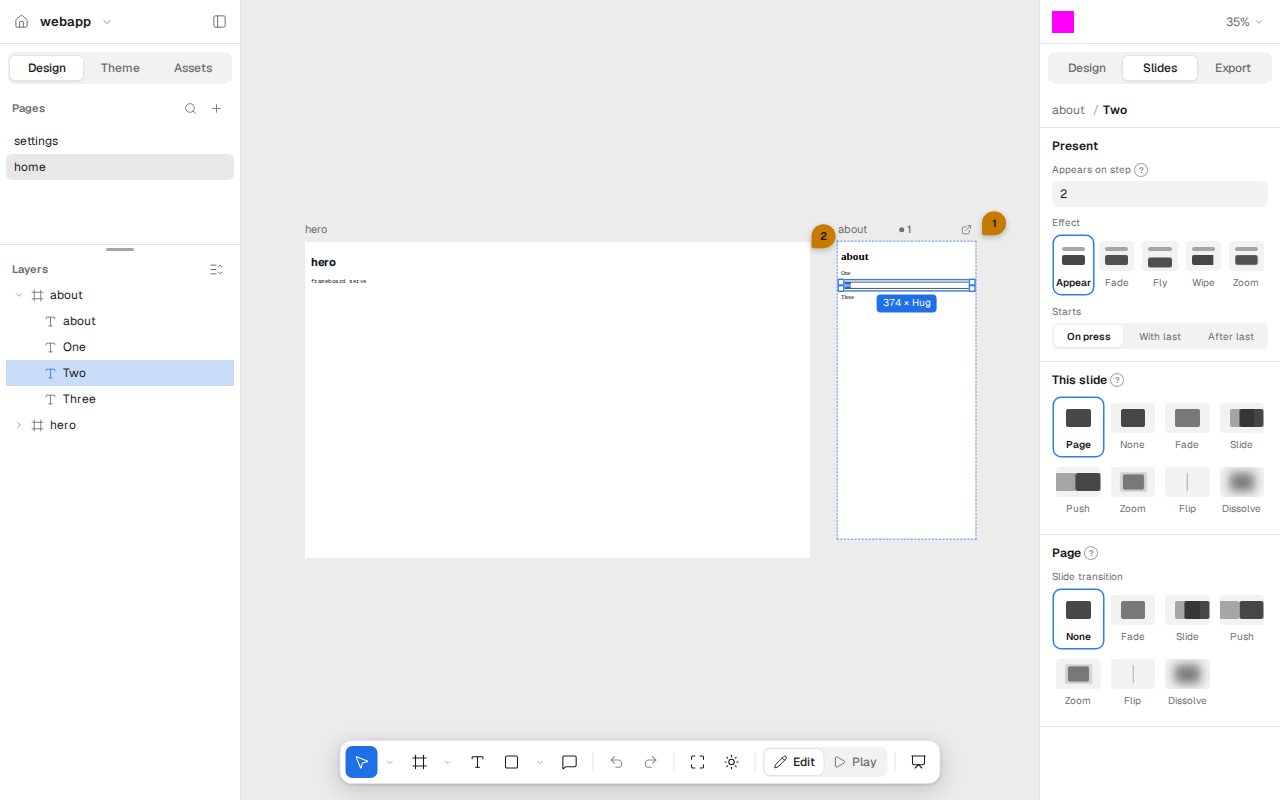 webapp
35%
Design Theme Assets
Design Slides Export
Pages
about / Two
settings
home
Present
Appears on step ?
2
Effect
Appear Fade Fly Wipe Zoom
Starts
On press With last After last
Layers
about
about
One
Two
Three
hero
hero
hero
frameboard serve
2
about 1
1
about
One
Three
374 × Hug
This slide ?
Page None Fade Slide
Push Zoom Flip Dissolve
Page ?
Slide transition
None Fade Slide Push
Zoom Flip Dissolve
Edit Play